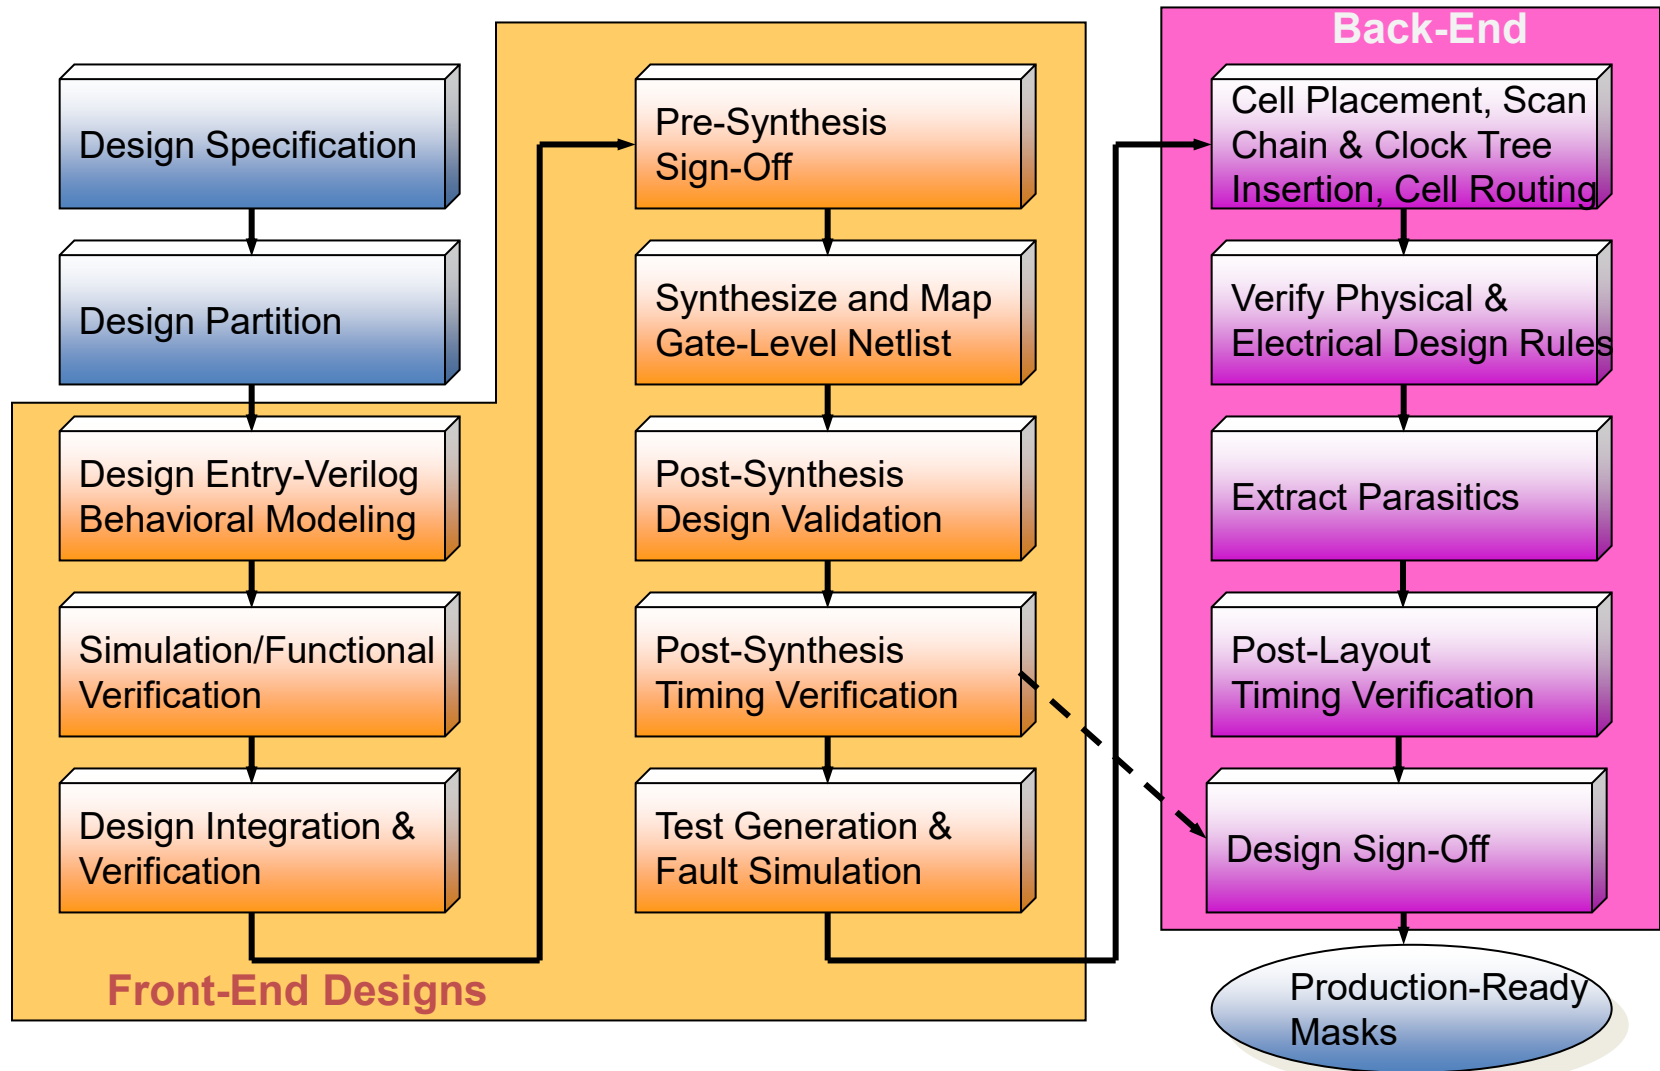 Design Specification
Design Partition
Design Entry-Verilog
Behavioral Modeling
Simulation/Functional
Verification
Design Integration &
Verification
Front-End Designs
Pre-Synthesis
Sign-Off
Synthesize and Map
Gate-Level Netlist
Post-Synthesis
Design Validation
Post-Synthesis
Timing Verification
Test Generation &
Fault Simulation
Back-End
Cell Placement, Scan
Chain & Clock Tree
Insertion, Cell Routing
Verify Physical &
Electrical Design Rules
Extract Parasitics
Post-Layout
Timing Verification
Design Sign-Off
Production-Ready
Masks